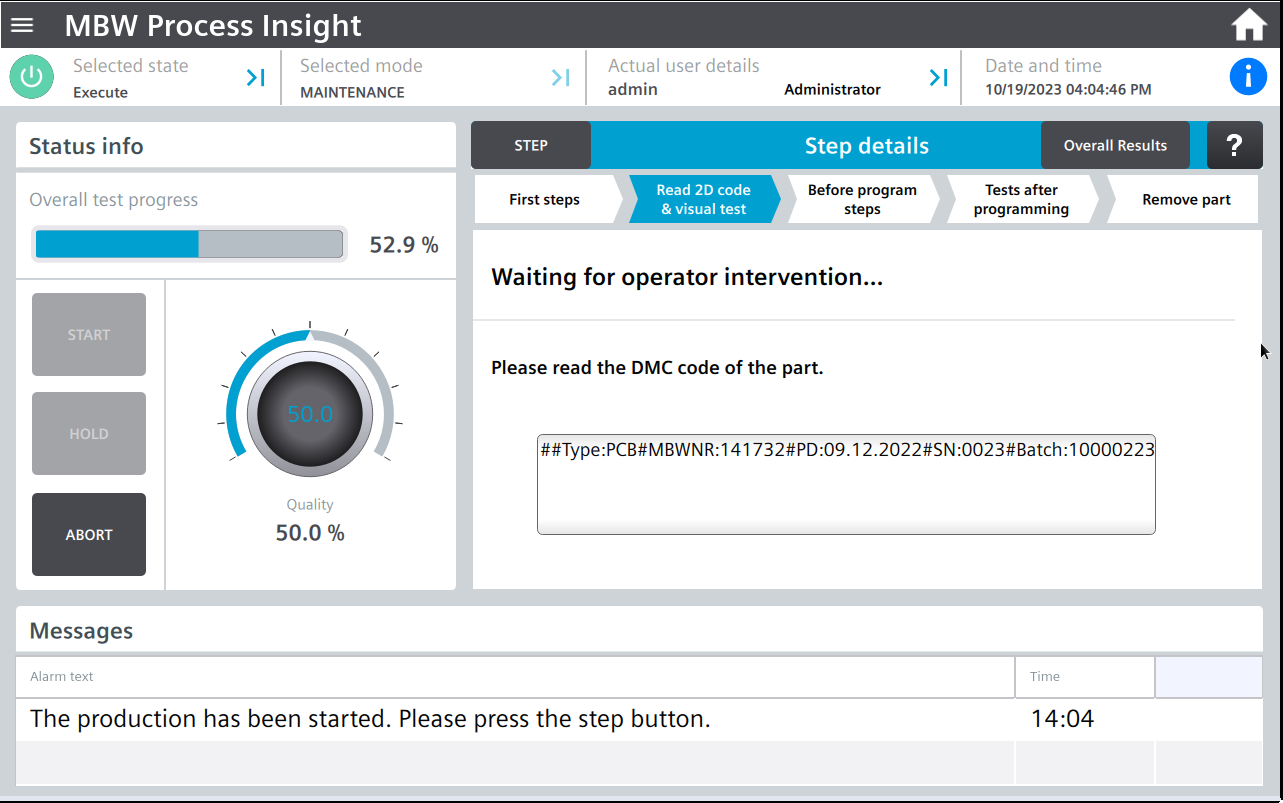 MBW Process Insight
Selected state
Execute
Selected mode
MAINTENANCE
Actual user details
admin
Administrator
Date and time
10/19/2023 04:04:46 PM
Status info
Overall test progress
52.9 %
START
HOLD
ABORT
50.0
Quality
50.0 %
STEP
Step details
Overall Results
?
First steps
Read 2D code
& visual test
Before program
steps
Tests after
programming
Remove part
Waiting for operator intervention...
Please read the DMC code of the part.
##Type:PCB#MBWNR:141732#PD:09.12.2022#SN:0023#Batch:10000223
Messages
Alarm text
Time
The production has been started. Please press the step button.
14:04